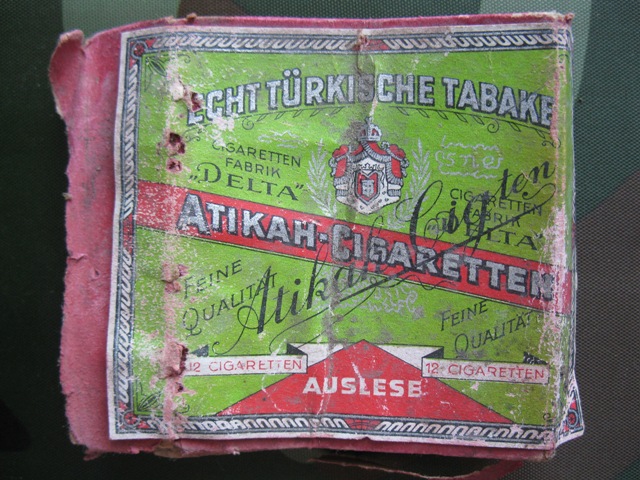 ECHT TÜRKISCHE TABAKE
CIGARETTEN
FABRIK
„DELTA"
CIGARETTEN
FABRIK
DELTA"
ATIKAH-CIGARETTEN
Atikah Cigten
FEINE
QUALITÄT
FEINE
QUALITÄT
12 CIGARETTEN
12 CIGARETTEN
AUSLESE